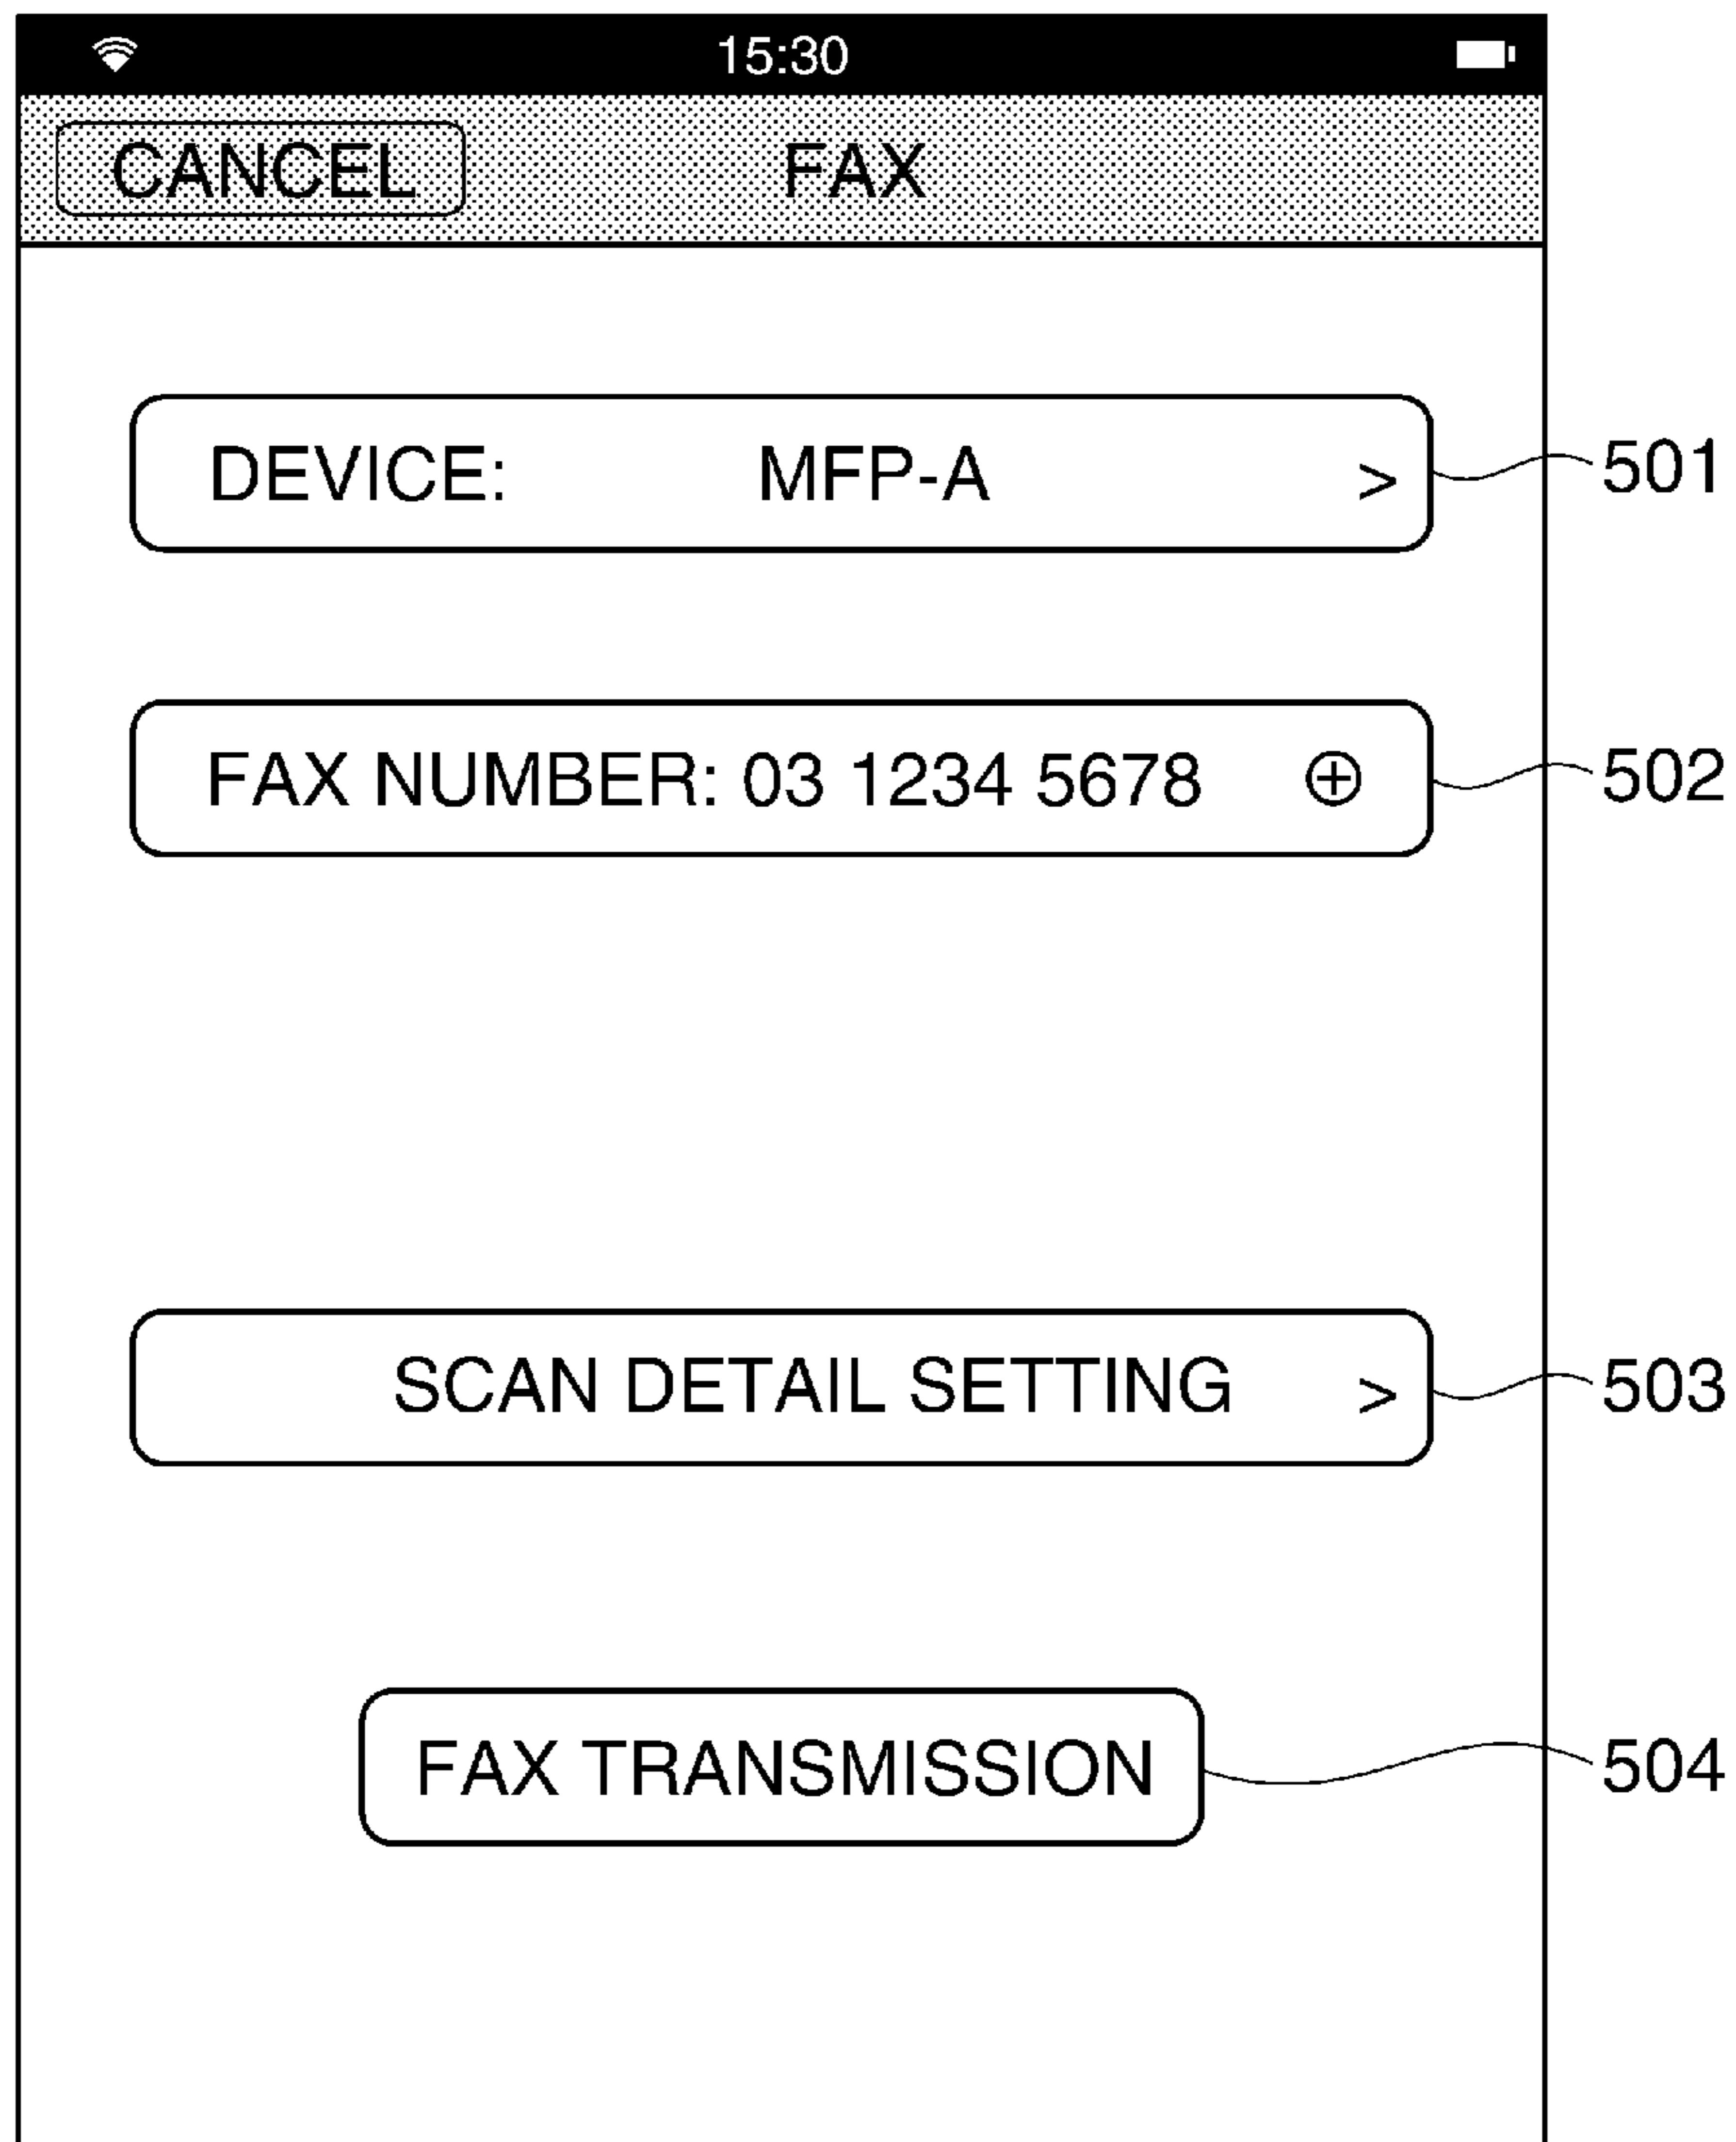 15:30
CANCEL FAX
DEVICE: MFP-A > 501
FAX NUMBER: 03 1234 5678 ⊕ 502
SCAN DETAIL SETTING > 503
FAX TRANSMISSION 504